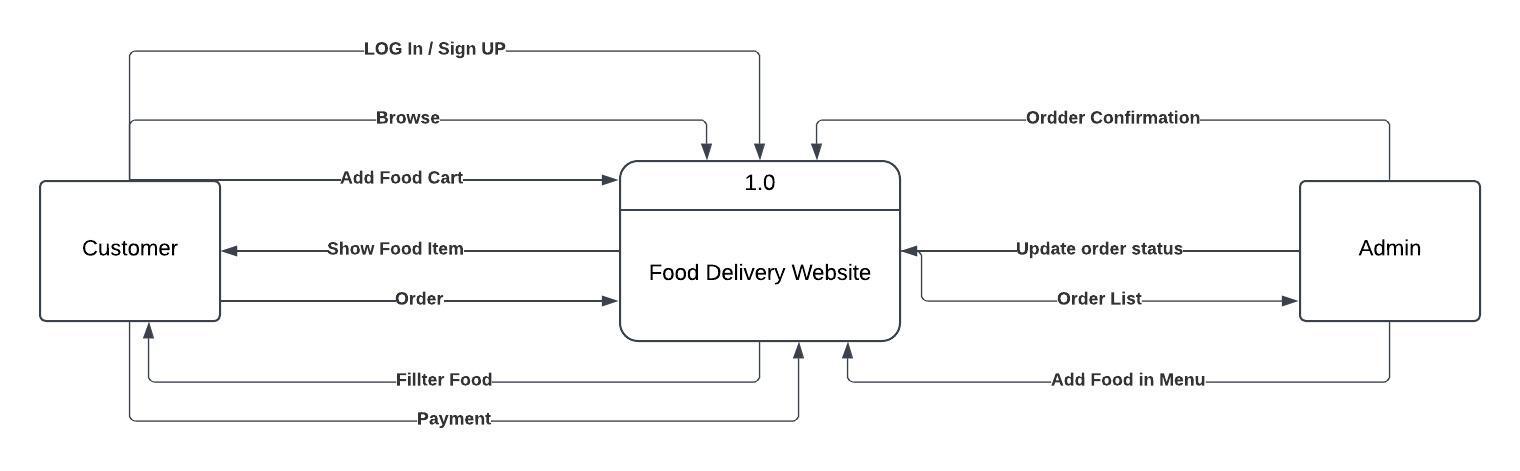 LOG In / Sign UP
Browse
Ordder Confirmation
Add Food Cart
1.0
Customer
Show Food Item
Food Delivery Website
Update order status
Admin
Order
Order List
Fillter Food
Add Food in Menu
Payment